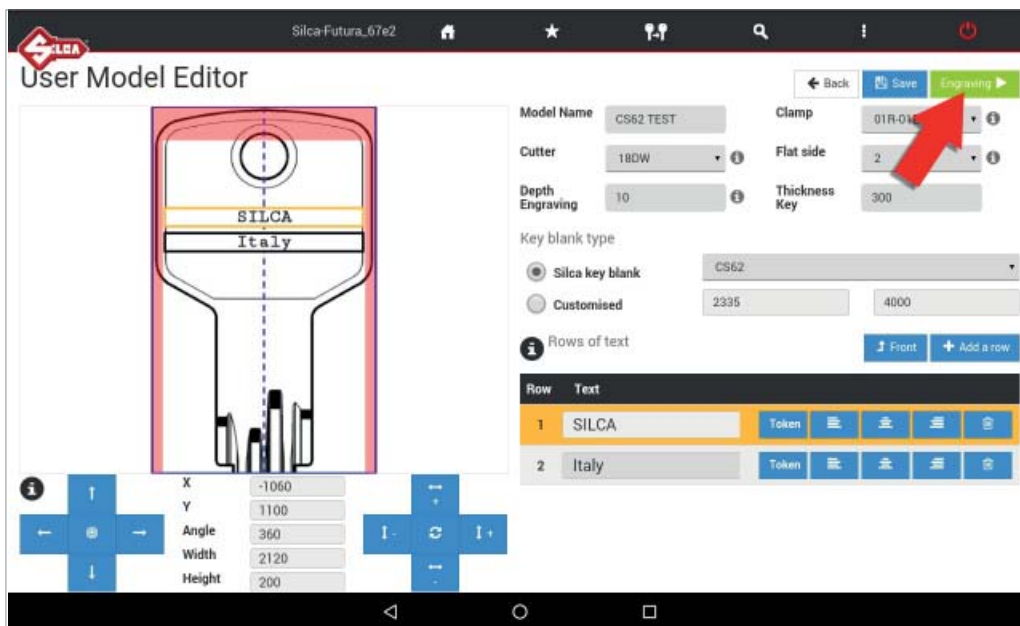 Silca-Futura_67e2
SILCA
User Model Editor
Back
Save
Engraving
Model Name
CS62 TEST
Clamp
Cutter
18DW
Flat side
2
Depth Engraving
10
Thickness Key
300
SILCA
Italy
Key blank type
Silca key blank
CS62
Customised
2335
4000
Rows of text
Front
+ Add a row
Row Text
1 SILCA Token
2 Italy Token
X -1060
Y 1100
Angle 360
Width 2120
Height 200